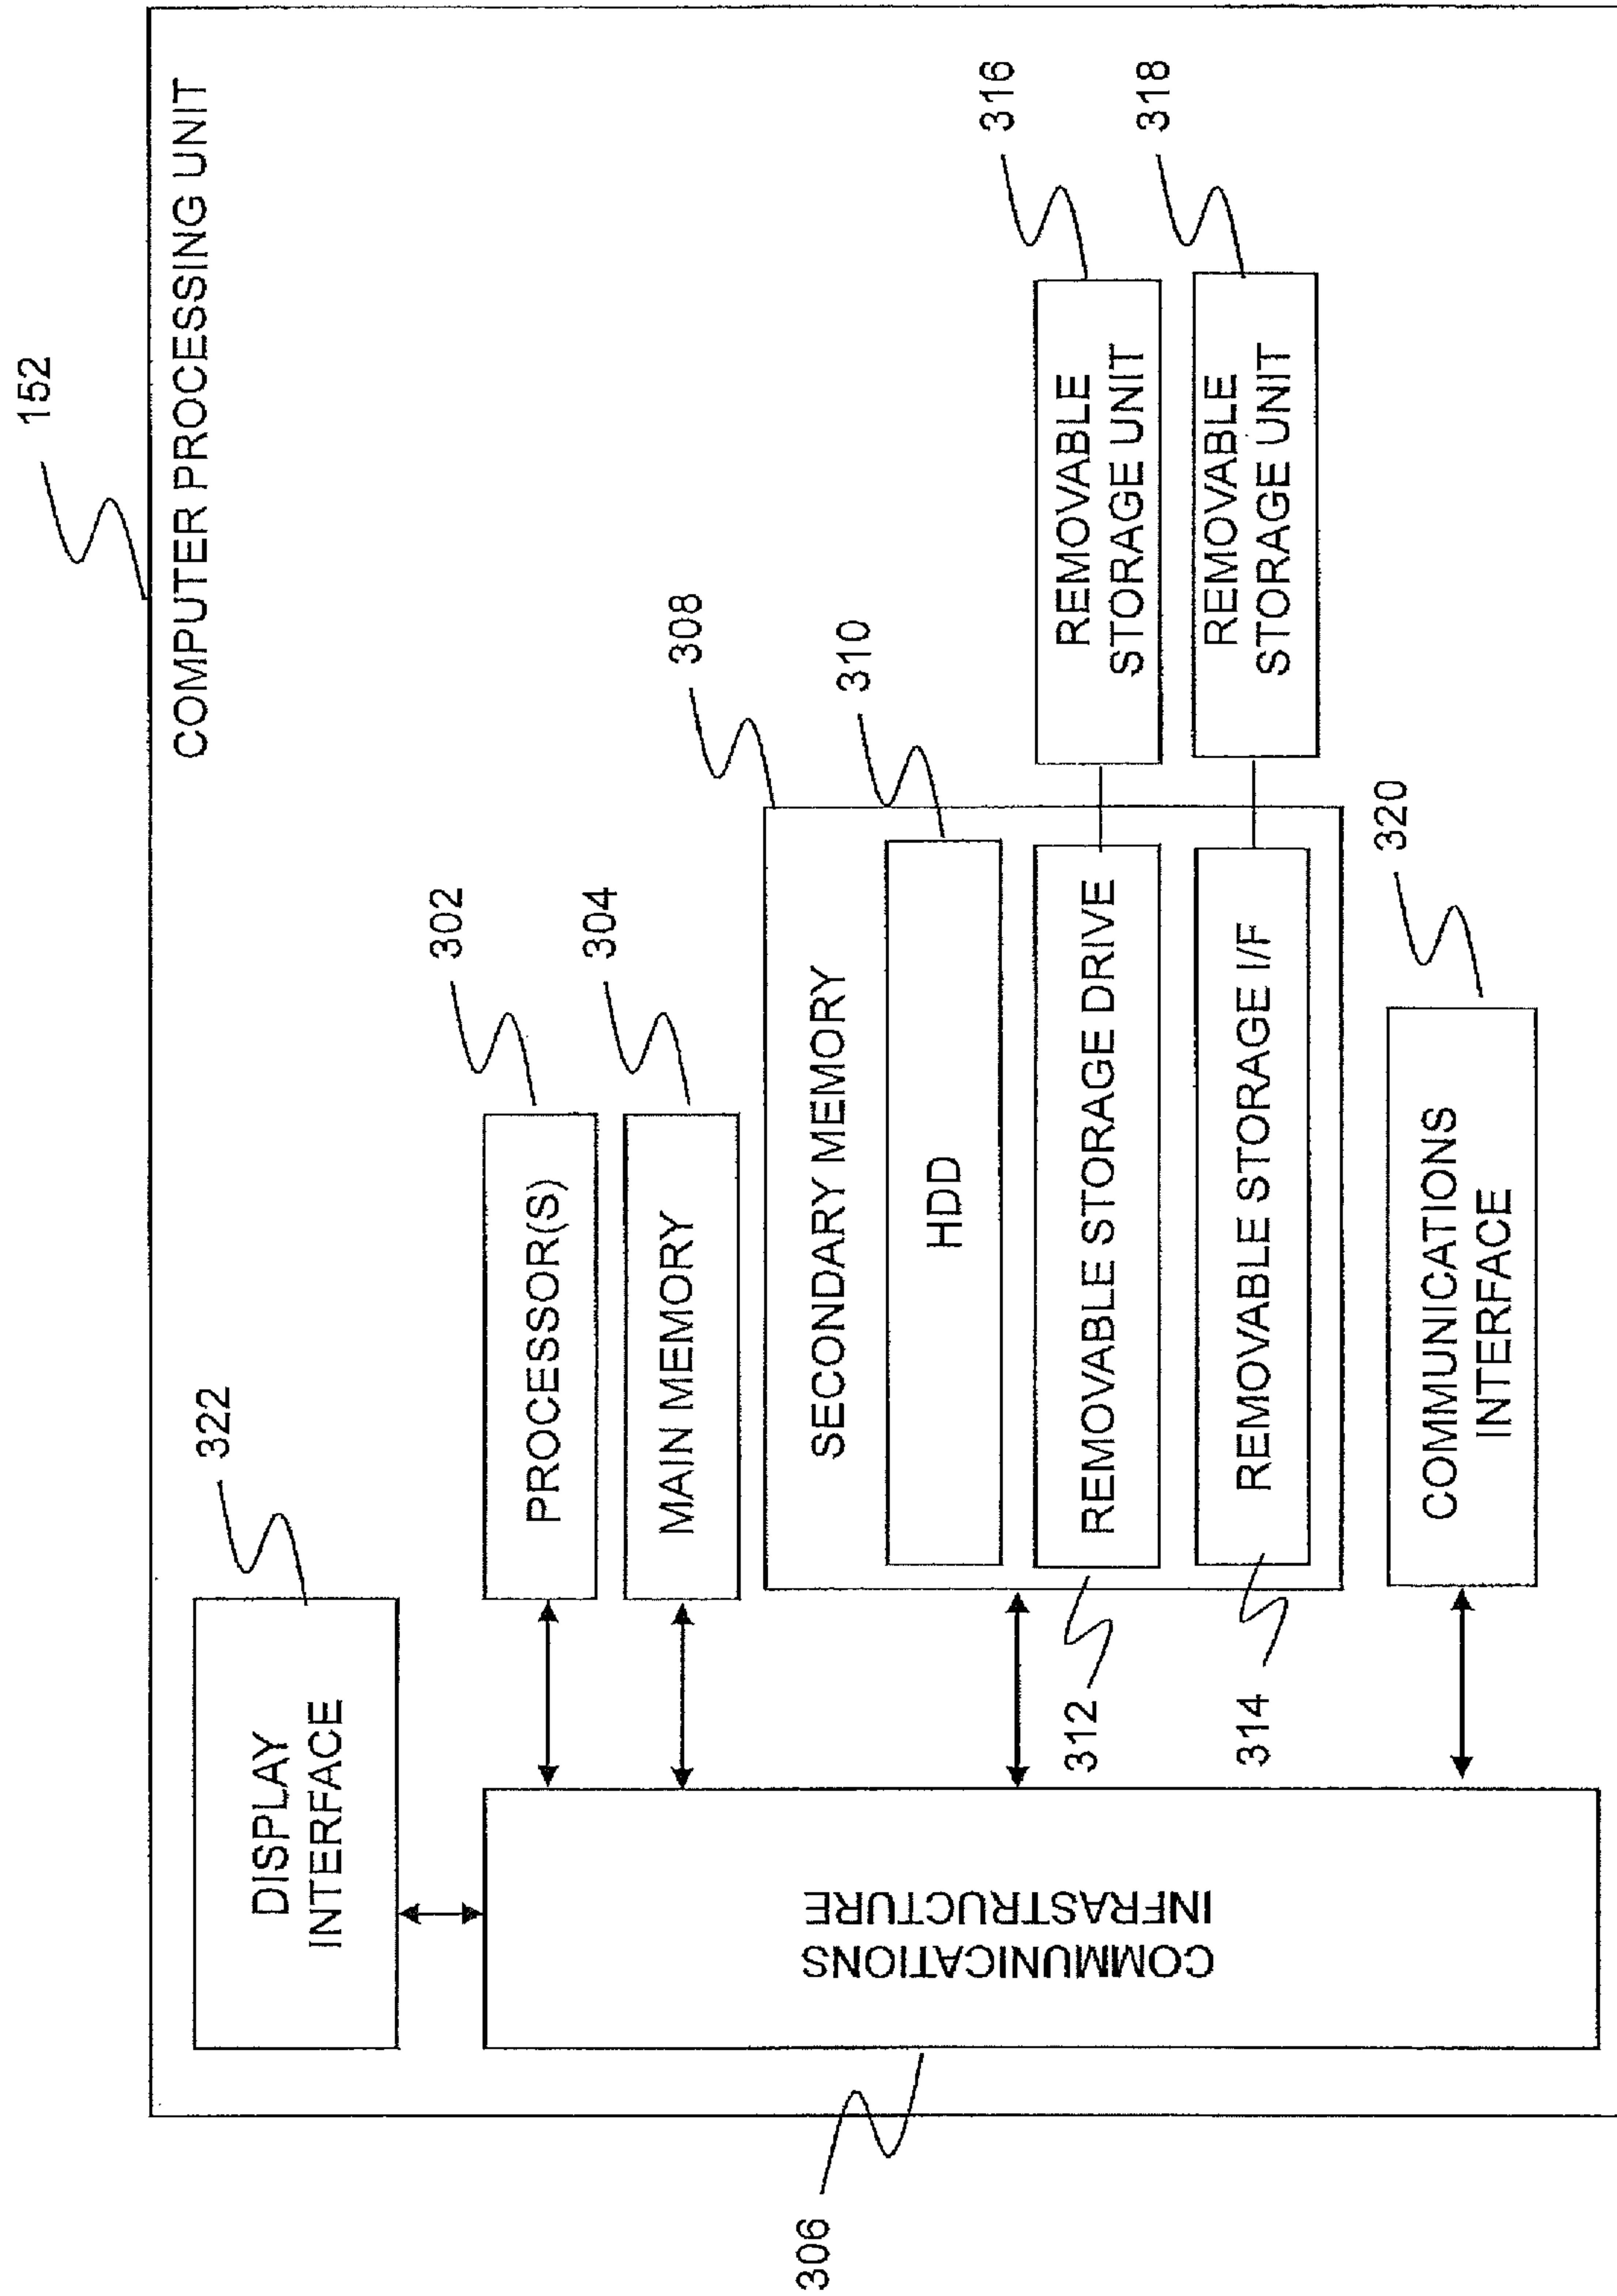 152
COMPUTER PROCESSING UNIT
322
DISPLAY
INTERFACE
302
PROCESSOR(S)
304
MAIN MEMORY
308
SECONDARY MEMORY
310
HDD
316
312
REMOVABLE STORAGE DRIVE
REMOVABLE
STORAGE UNIT
318
314
REMOVABLE STORAGE I/F
REMOVABLE
STORAGE UNIT
320
COMMUNICATIONS
INTERFACE
306
COMMUNICATIONS
INFRASTRUCTURE